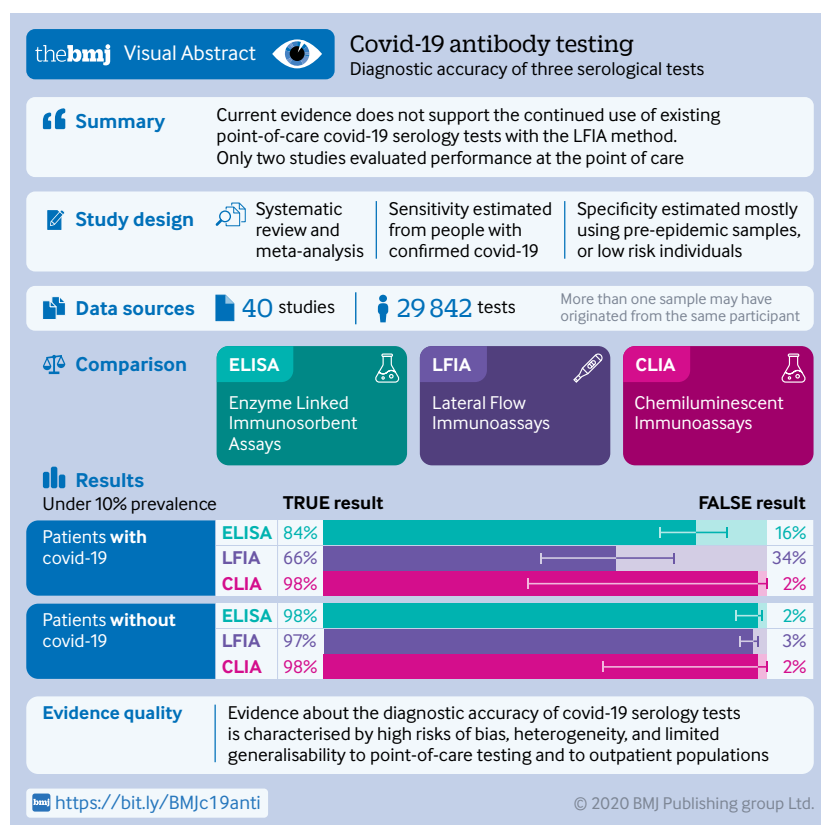 thebmj Visual Abstract
Covid-19 antibody testing
Diagnostic accuracy of three serological tests
Summary
Current evidence does not support the continued use of existing
point-of-care covid-19 serology tests with the LFIA method.
Only two studies evaluated performance at the point of care
Study design
Systematic
review and
meta-analysis
Sensitivity estimated
from people with
confirmed covid-19
Specificity estimated mostly
using pre-epidemic samples,
or low risk individuals
Data sources
40 studies
29 842 tests
More than one sample may have
originated from the same participant
Comparison
ELISA
Enzyme Linked
Immunosorbent
Assays
LFIA
Lateral Flow
Immunoassays
CLIA
Chemiluminescent
Immunoassays
Results
Under 10% prevalence
TRUE result
FALSE result
Patients with
covid-19
ELISA 84% 16%
LFIA 66% 34%
CLIA 98% 2%
Patients without
covid-19
ELISA 98% 2%
LFIA 97% 3%
CLIA 98% 2%
Evidence quality
Evidence about the diagnostic accuracy of covid-19 serology tests
is characterised by high risks of bias, heterogeneity, and limited
generalisability to point-of-care testing and to outpatient populations
bmj https://bit.ly/BMJc19anti
© 2020 BMJ Publishing group Ltd.